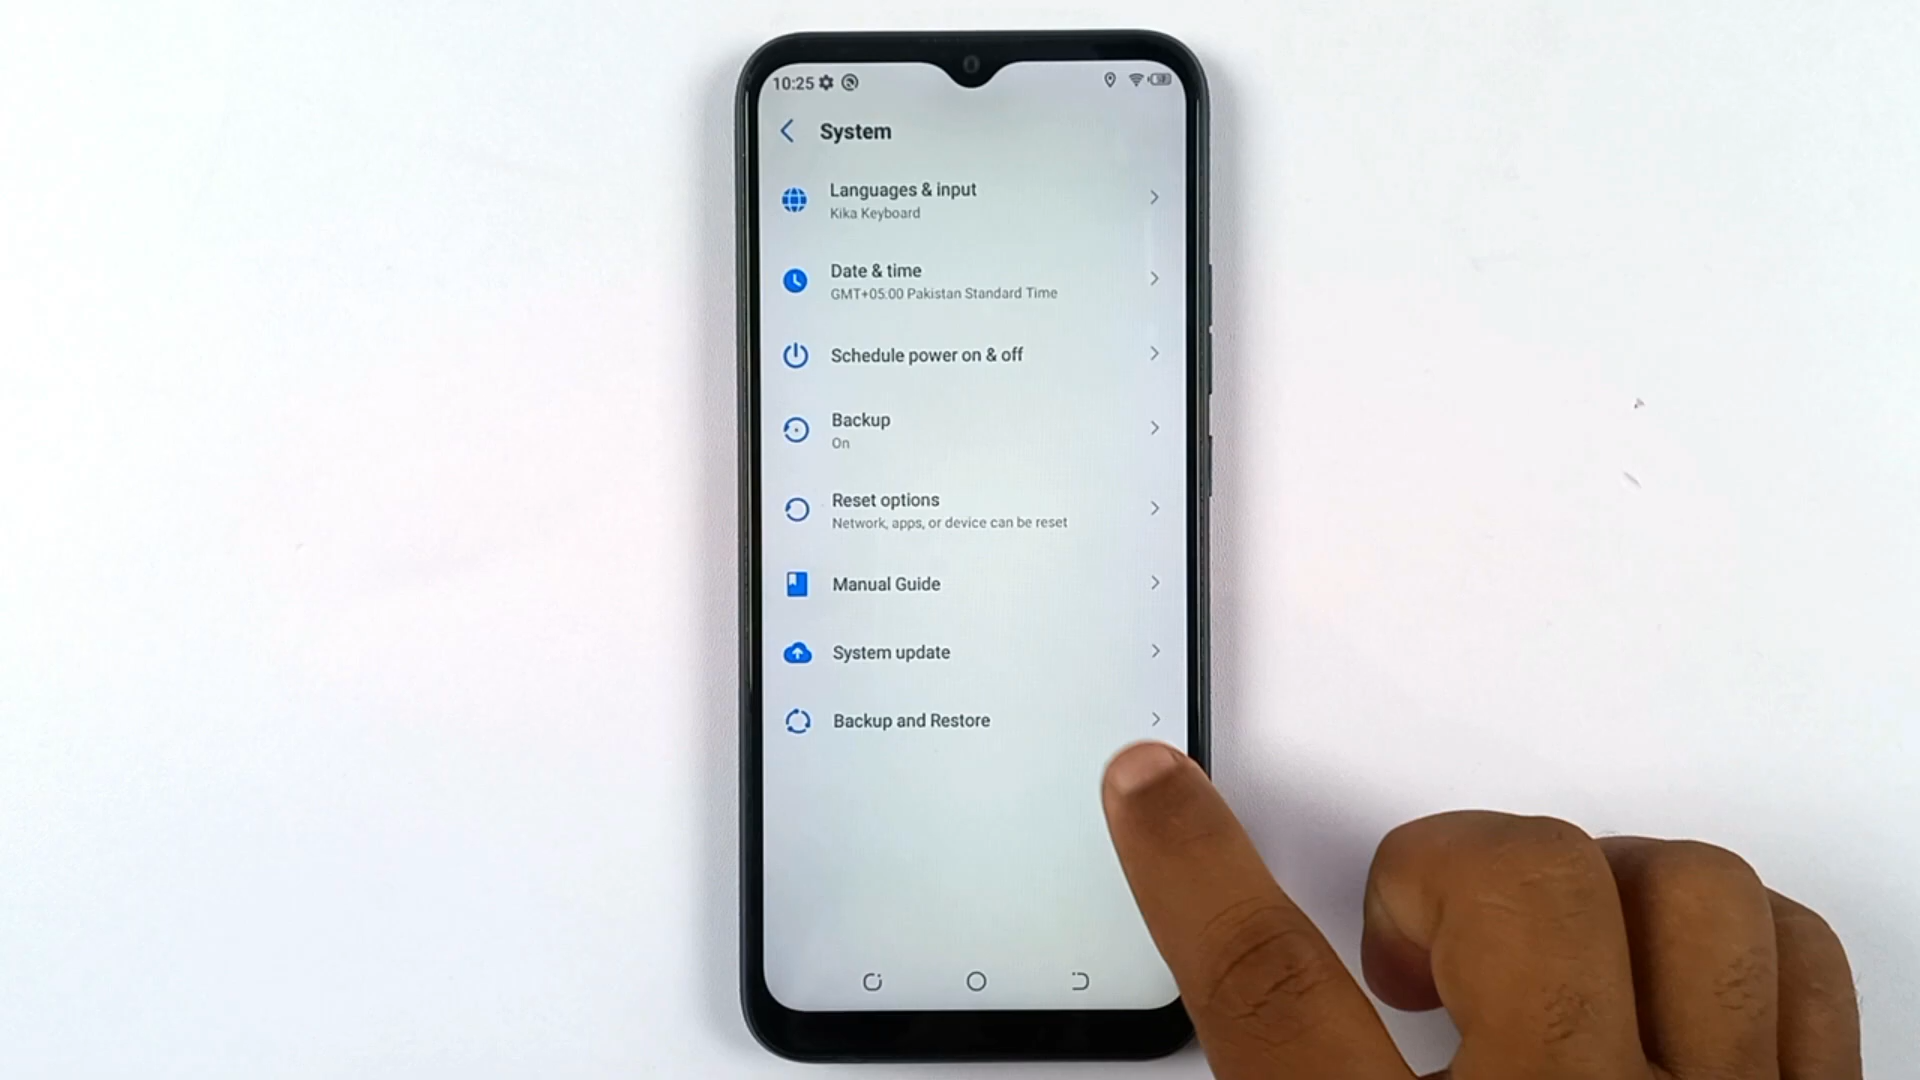 10:25
System
Languages & input
Kika Keyboard
Date & time
GMT+05:00 Pakistan Standard Time
Schedule power on & off
Backup
On
Reset options
Network, apps, or device can be reset
Manual Guide
System update
Backup and Restore